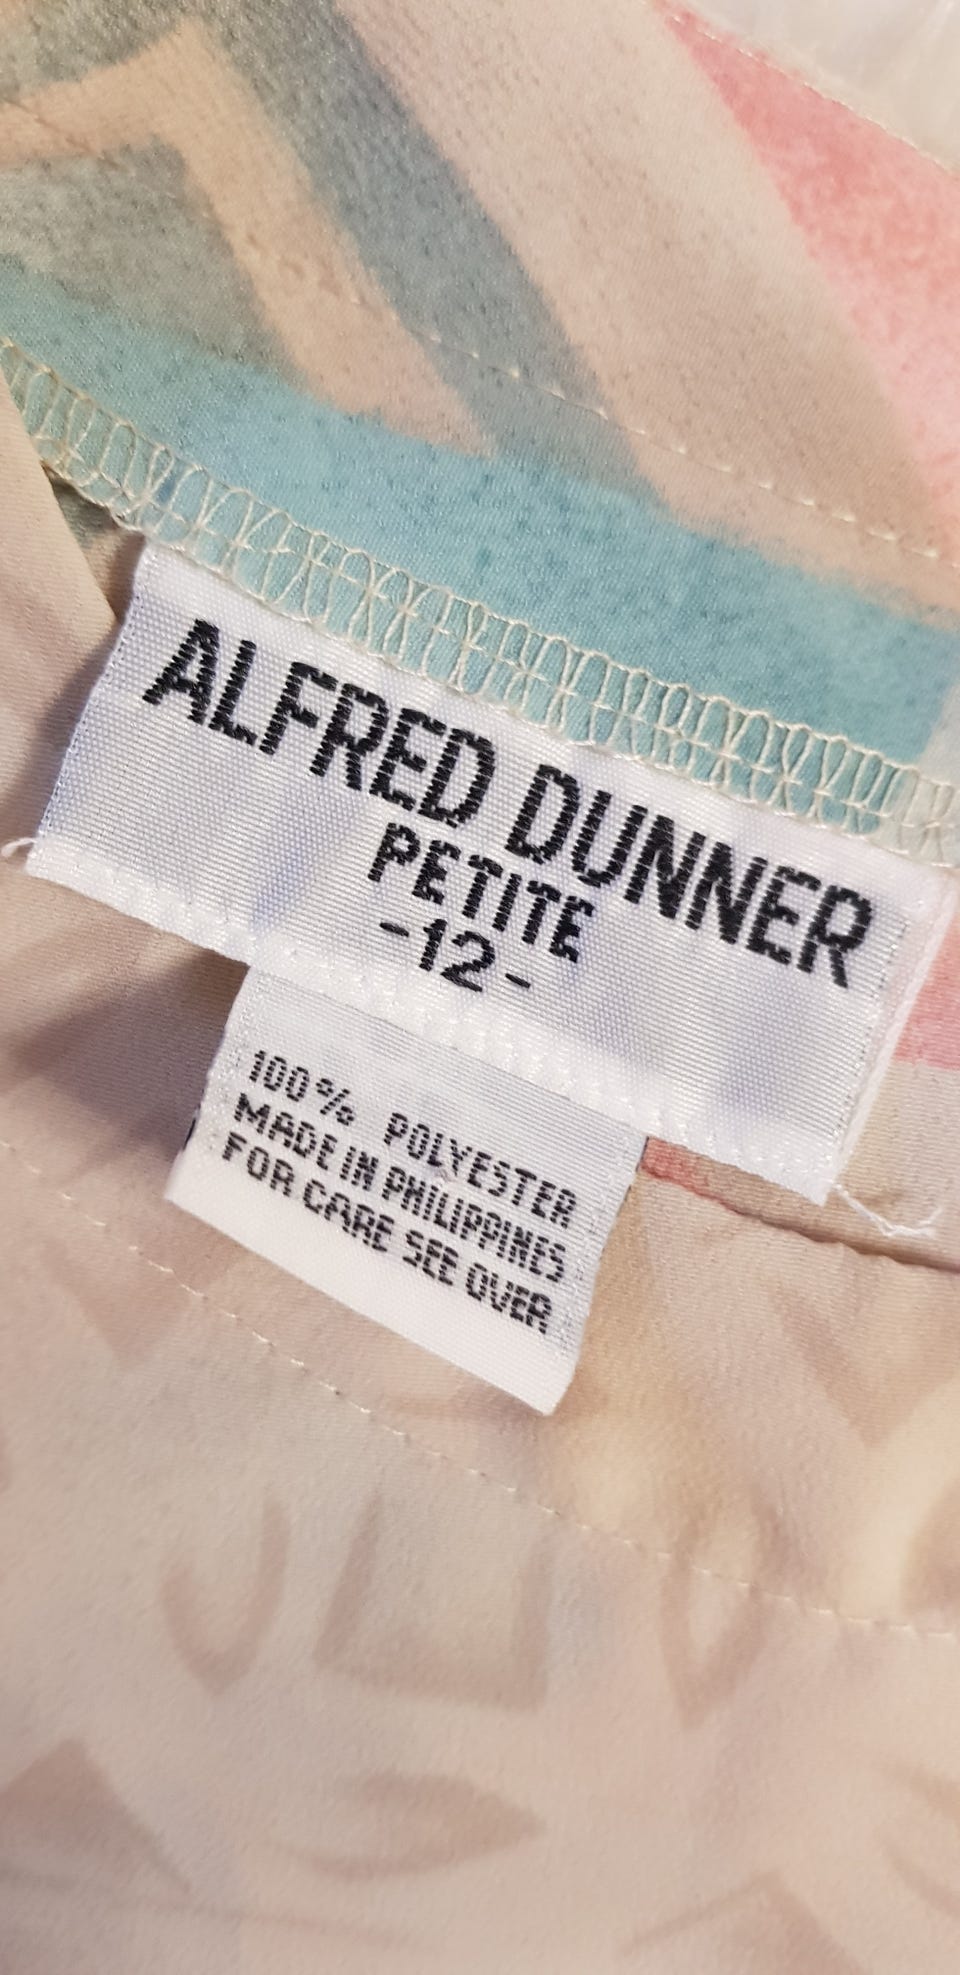 ALFRED DUNNER
PETITE
-12-
100% POLYESTER
MADE IN PHILIPPINES
FOR CARE SEE OVER